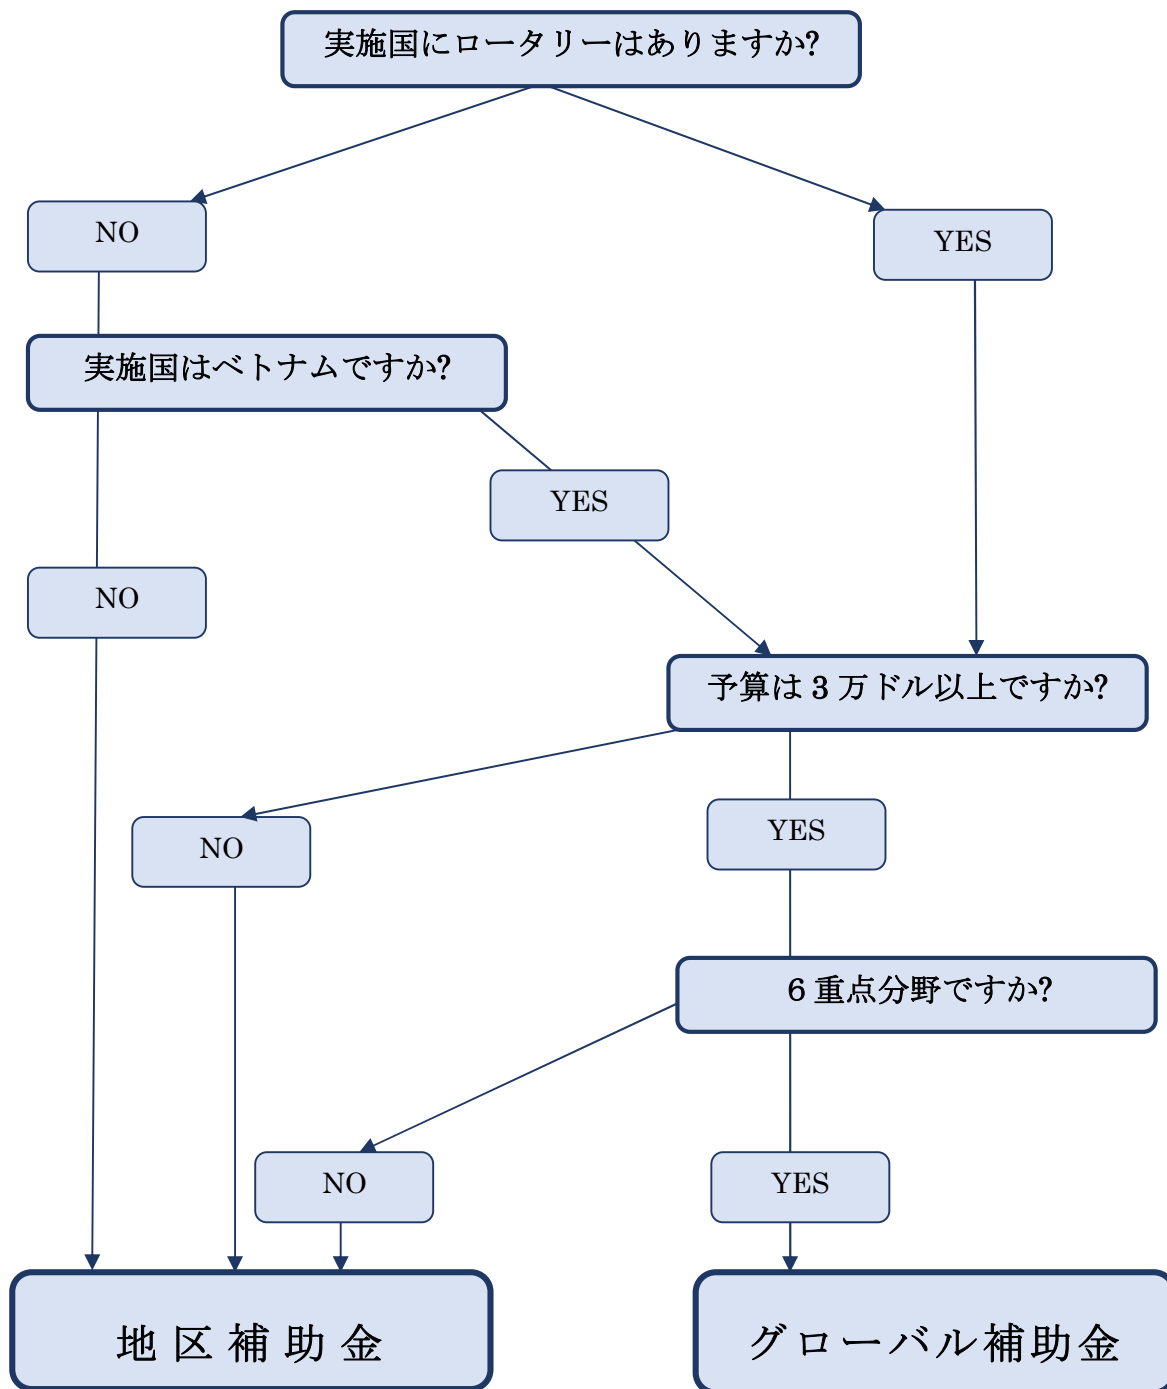 実施国にロータリーはありますか?
NO
YES
実施国はベトナムですか?
YES
NO
予算は 3 万ドル以上ですか?
NO
YES
6 重点分野ですか?
NO
YES
地区補助金
グローバル補助金